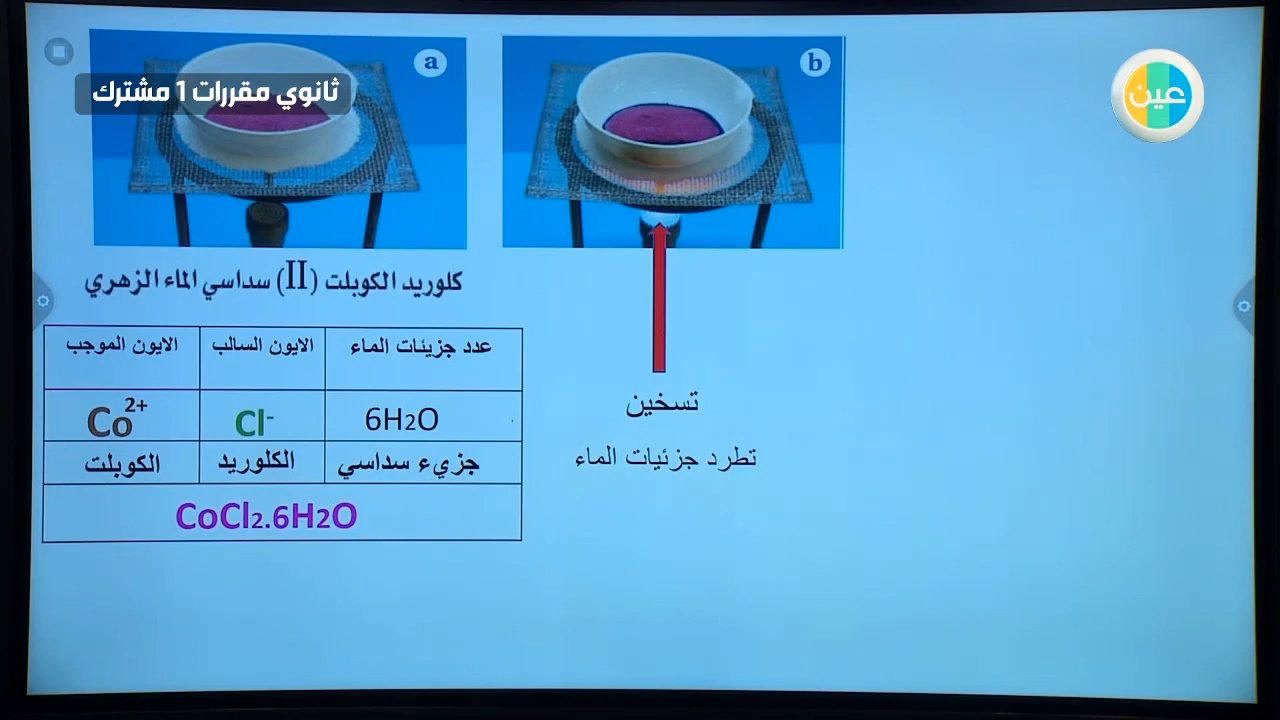 ثانوي مقررات 1 مشترك
a
b
عين
كلوريد الكوبلت (II) سداسي الماء الزهري
عدد جزيئات الماء
الايون السالب
الايون الموجب
6H2O
Cl-
Co2+
جزيء سداسي
الكلوريد
الكوبلت
CoCl2.6H2O
تسخين
تطرد جزئيات الماء